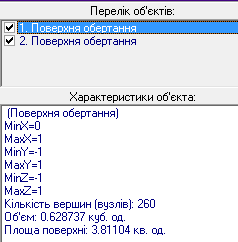 Перелік об'єктів:
1. Поверхня обертання
2. Поверхня обертання
Характеристики об'єкта:
(Поверхня обертання)
MinX=0
MaxX=1
MinY=-1
MaxY=1
MinZ=-1
MaxZ=1
Кількість вершин (вузлів): 260
Об'єм: 0.628737 куб. од.
Площа поверхні: 3.81104 кв. од.